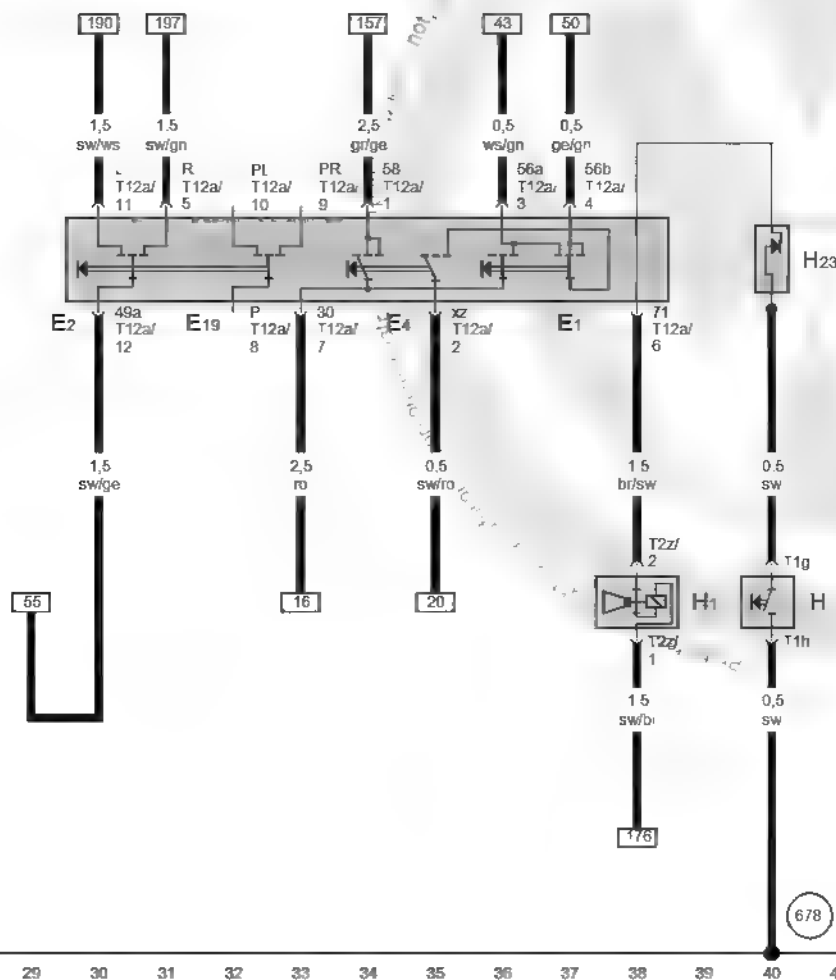 190 197 157 43 50
not,
1,5 1.5 2,5 0,5 0,5
sw/ws sw/gn gr/ge ws/gn ge/gn
R PL PR 58 56a 56b
T12a/ T12a/ T12a/ T12a/ T12a/ T12a/ T12a/
11 5 10 9 1 3 4
H23
E2 49a E19 P 30 E4 xz E1 71
T12a/ T12a/ T12a/ T12a/ T12a/
12 8 7 2 6
1,5 2,5 0.5 1 5 0.5
sw/ge ro sw/ro br/sw sw
T2z/
2 T1g
55 16 20 H1 H
T2z/ T1h
1
1 5 0,5
sw/b sw
176
678
29 30 31 32 33 34 35 36 37 38 39 40 4